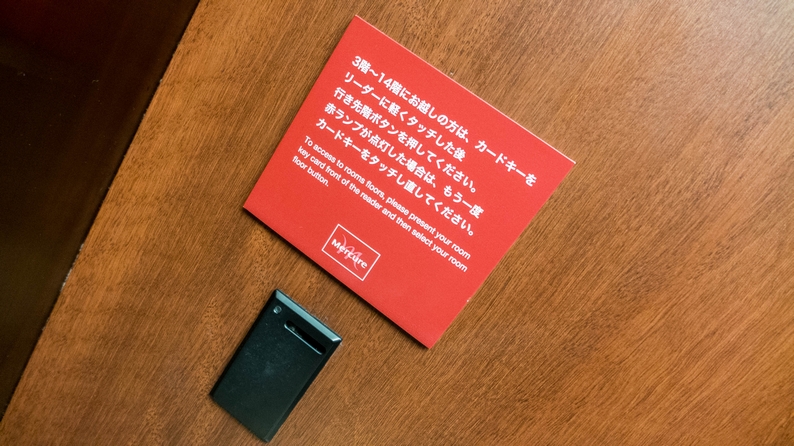 3階～14階にお越しの方は、カードキーを
リーダーに軽くタッチした後
行き先階ボタンを押してください。
赤ランプが点灯した場合は、もう一度
カードキーをタッチし直してください。
To access to rooms floors, please present your room
key card front of the reader and then select your room
floor button.
Mercure